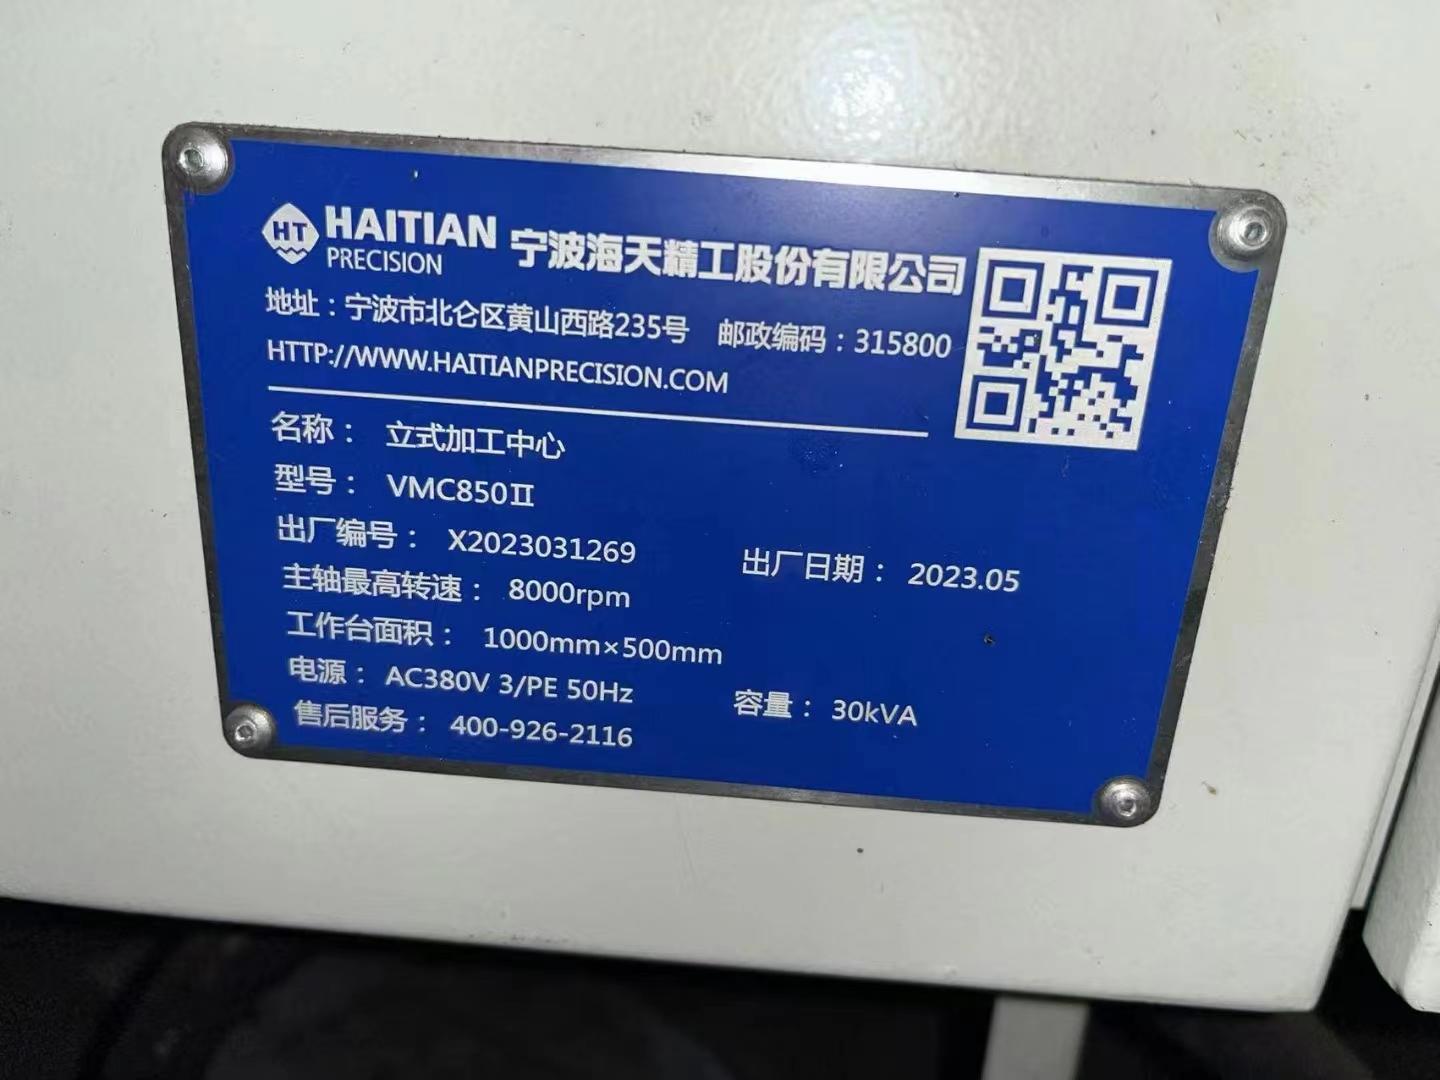 HT HAITIAN PRECISION 宁波海天精工股份有限公司
地址：宁波市北仑区黄山西路235号 邮政编码：315800
HTTP://WWW.HAITIANPRECISION.COM
名称： 立式加工中心
型号： VMC850Ⅱ
出厂编号： X2023031269 出厂日期： 2023.05
主轴最高转速： 8000rpm
工作台面积： 1000mm×500mm
电源： AC380V 3/PE 50Hz 容量： 30kVA
售后服务： 400-926-2116